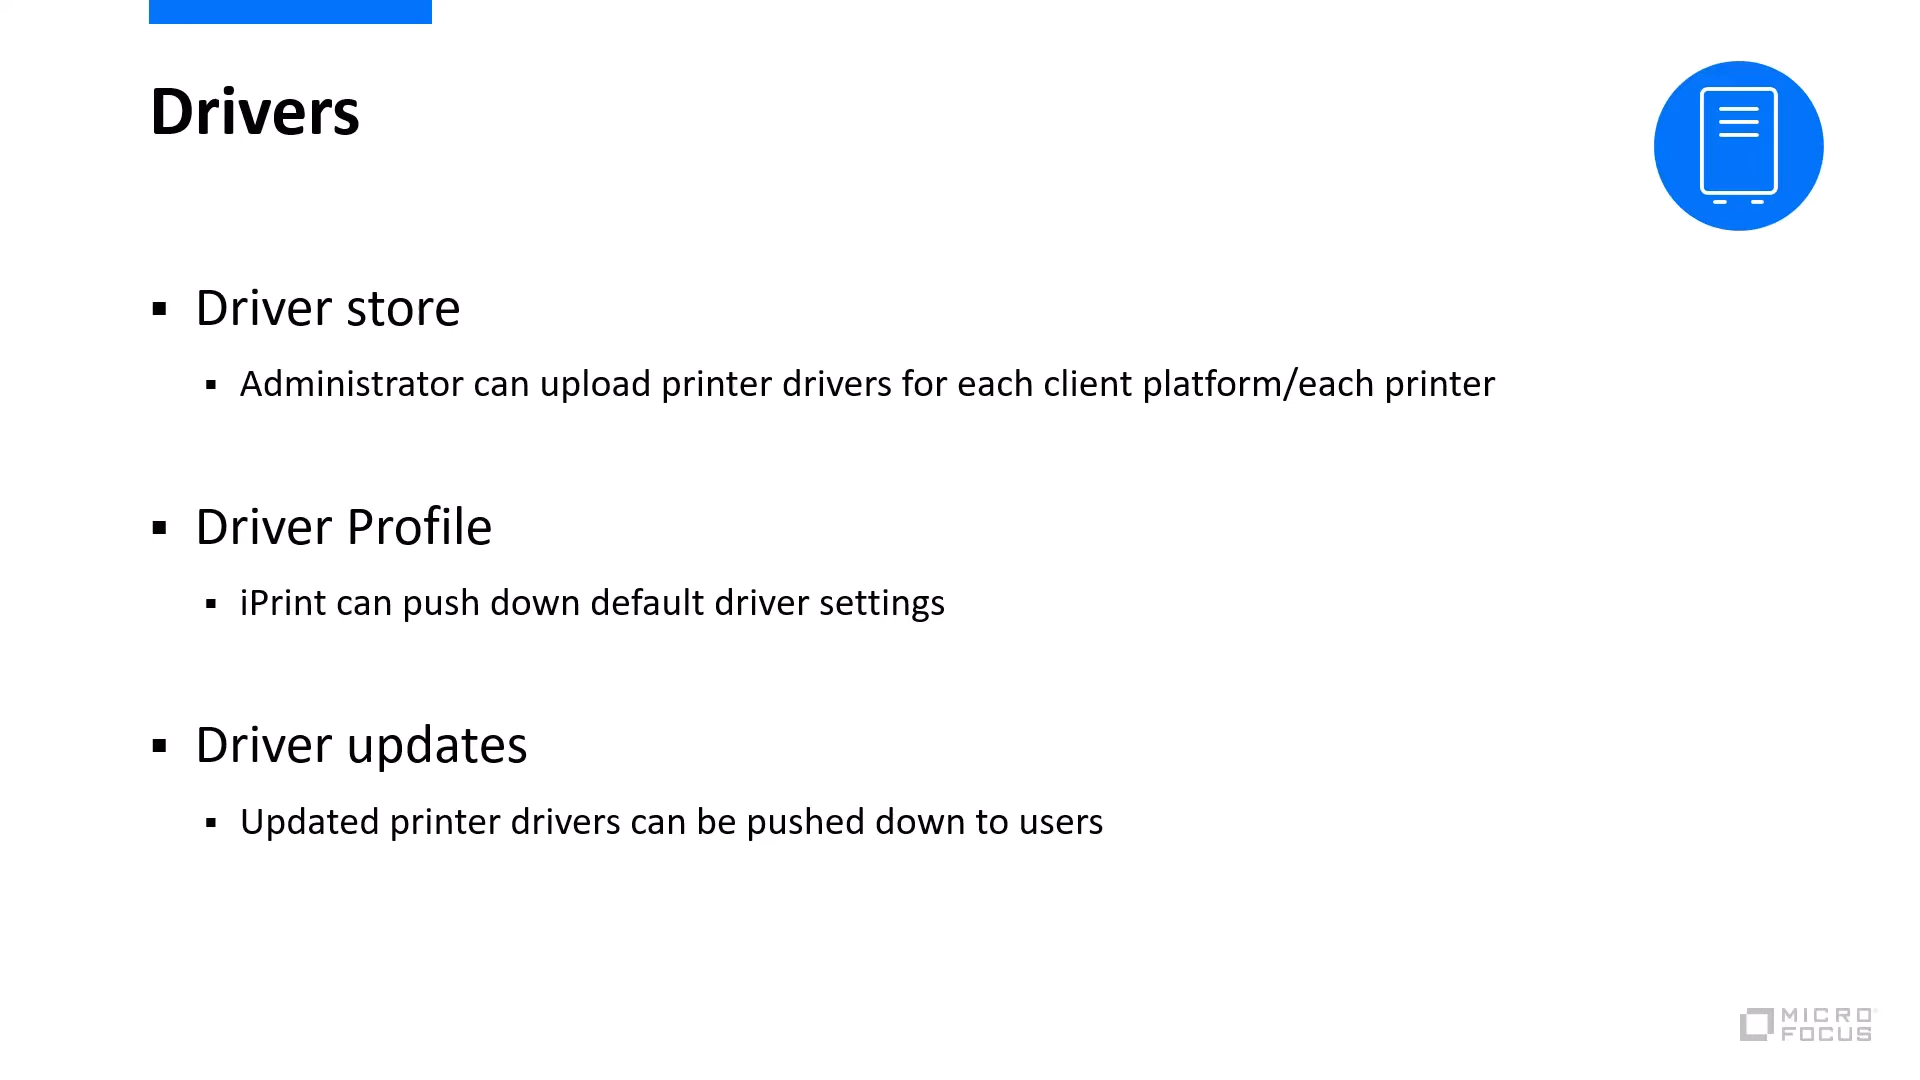 Drivers
▪ Driver store
▪ Administrator can upload printer drivers for each client platform/each printer
▪ Driver Profile
▪ iPrint can push down default driver settings
▪ Driver updates
▪ Updated printer drivers can be pushed down to users
MICRO
FOCUS